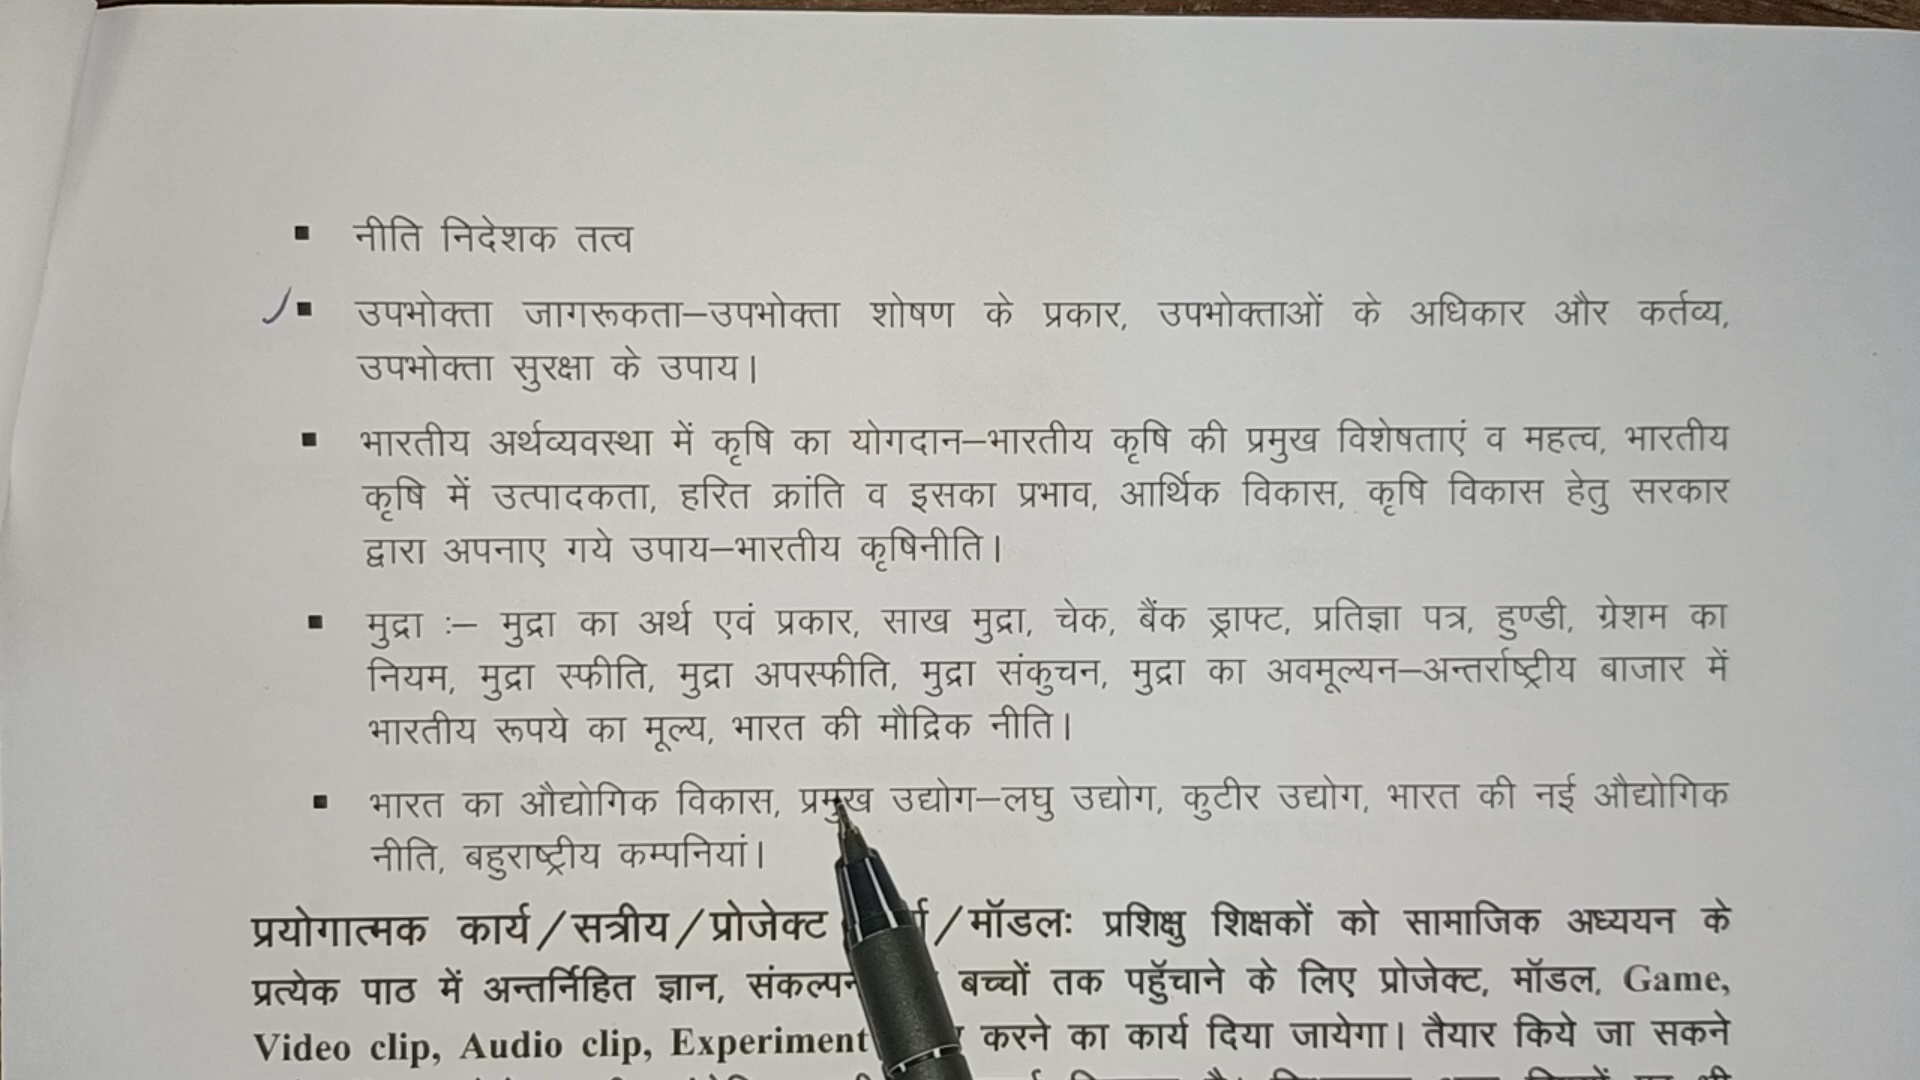 ▪ नीति निदेशक तत्व
▪ उपभोक्ता जागरूकता–उपभोक्ता शोषण के प्रकार, उपभोक्ताओं के अधिकार और कर्तव्य,
उपभोक्ता सुरक्षा के उपाय।
▪ भारतीय अर्थव्यवस्था में कृषि का योगदान–भारतीय कृषि की प्रमुख विशेषताएं व महत्व, भारतीय
कृषि में उत्पादकता, हरित क्रांति व इसका प्रभाव, आर्थिक विकास, कृषि विकास हेतु सरकार
द्वारा अपनाए गये उपाय–भारतीय कृषिनीति।
▪ मुद्रा :– मुद्रा का अर्थ एवं प्रकार, साख मुद्रा, चेक, बैंक ड्राफ्ट, प्रतिज्ञा पत्र, हुण्डी, ग्रेशम का
नियम, मुद्रा स्फीति, मुद्रा अपस्फीति, मुद्रा संकुचन, मुद्रा का अवमूल्यन–अन्तर्राष्ट्रीय बाजार में
भारतीय रूपये का मूल्य, भारत की मौद्रिक नीति।
▪ भारत का औद्योगिक विकास, प्रमुख उद्योग–लघु उद्योग, कुटीर उद्योग, भारत की नई औद्योगिक
नीति, बहुराष्ट्रीय कम्पनियां।
प्रयोगात्मक कार्य/सत्रीय/प्रोजेक्ट /मॉडलः प्रशिक्षु शिक्षकों को सामाजिक अध्ययन के
प्रत्येक पाठ में अन्तर्निहित ज्ञान, बच्चों तक पहुँचाने के लिए प्रोजेक्ट, मॉडल, Game,
Video clip, Audio clip, Experiment करने का कार्य दिया जायेगा। तैयार किये जा सकने